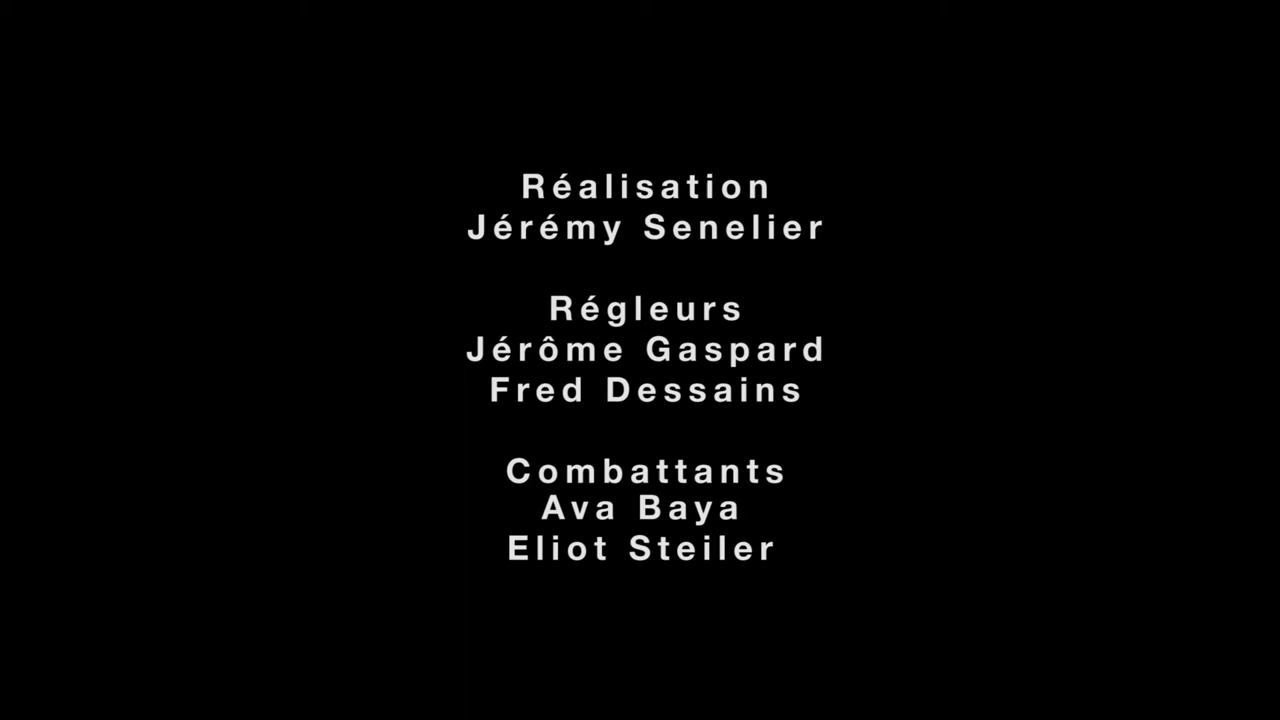 Réalisation
Jérémy Senelier
Régleurs
Jérôme Gaspard
Fred Dessains
Combattants
Ava Baya
Eliot Steiler